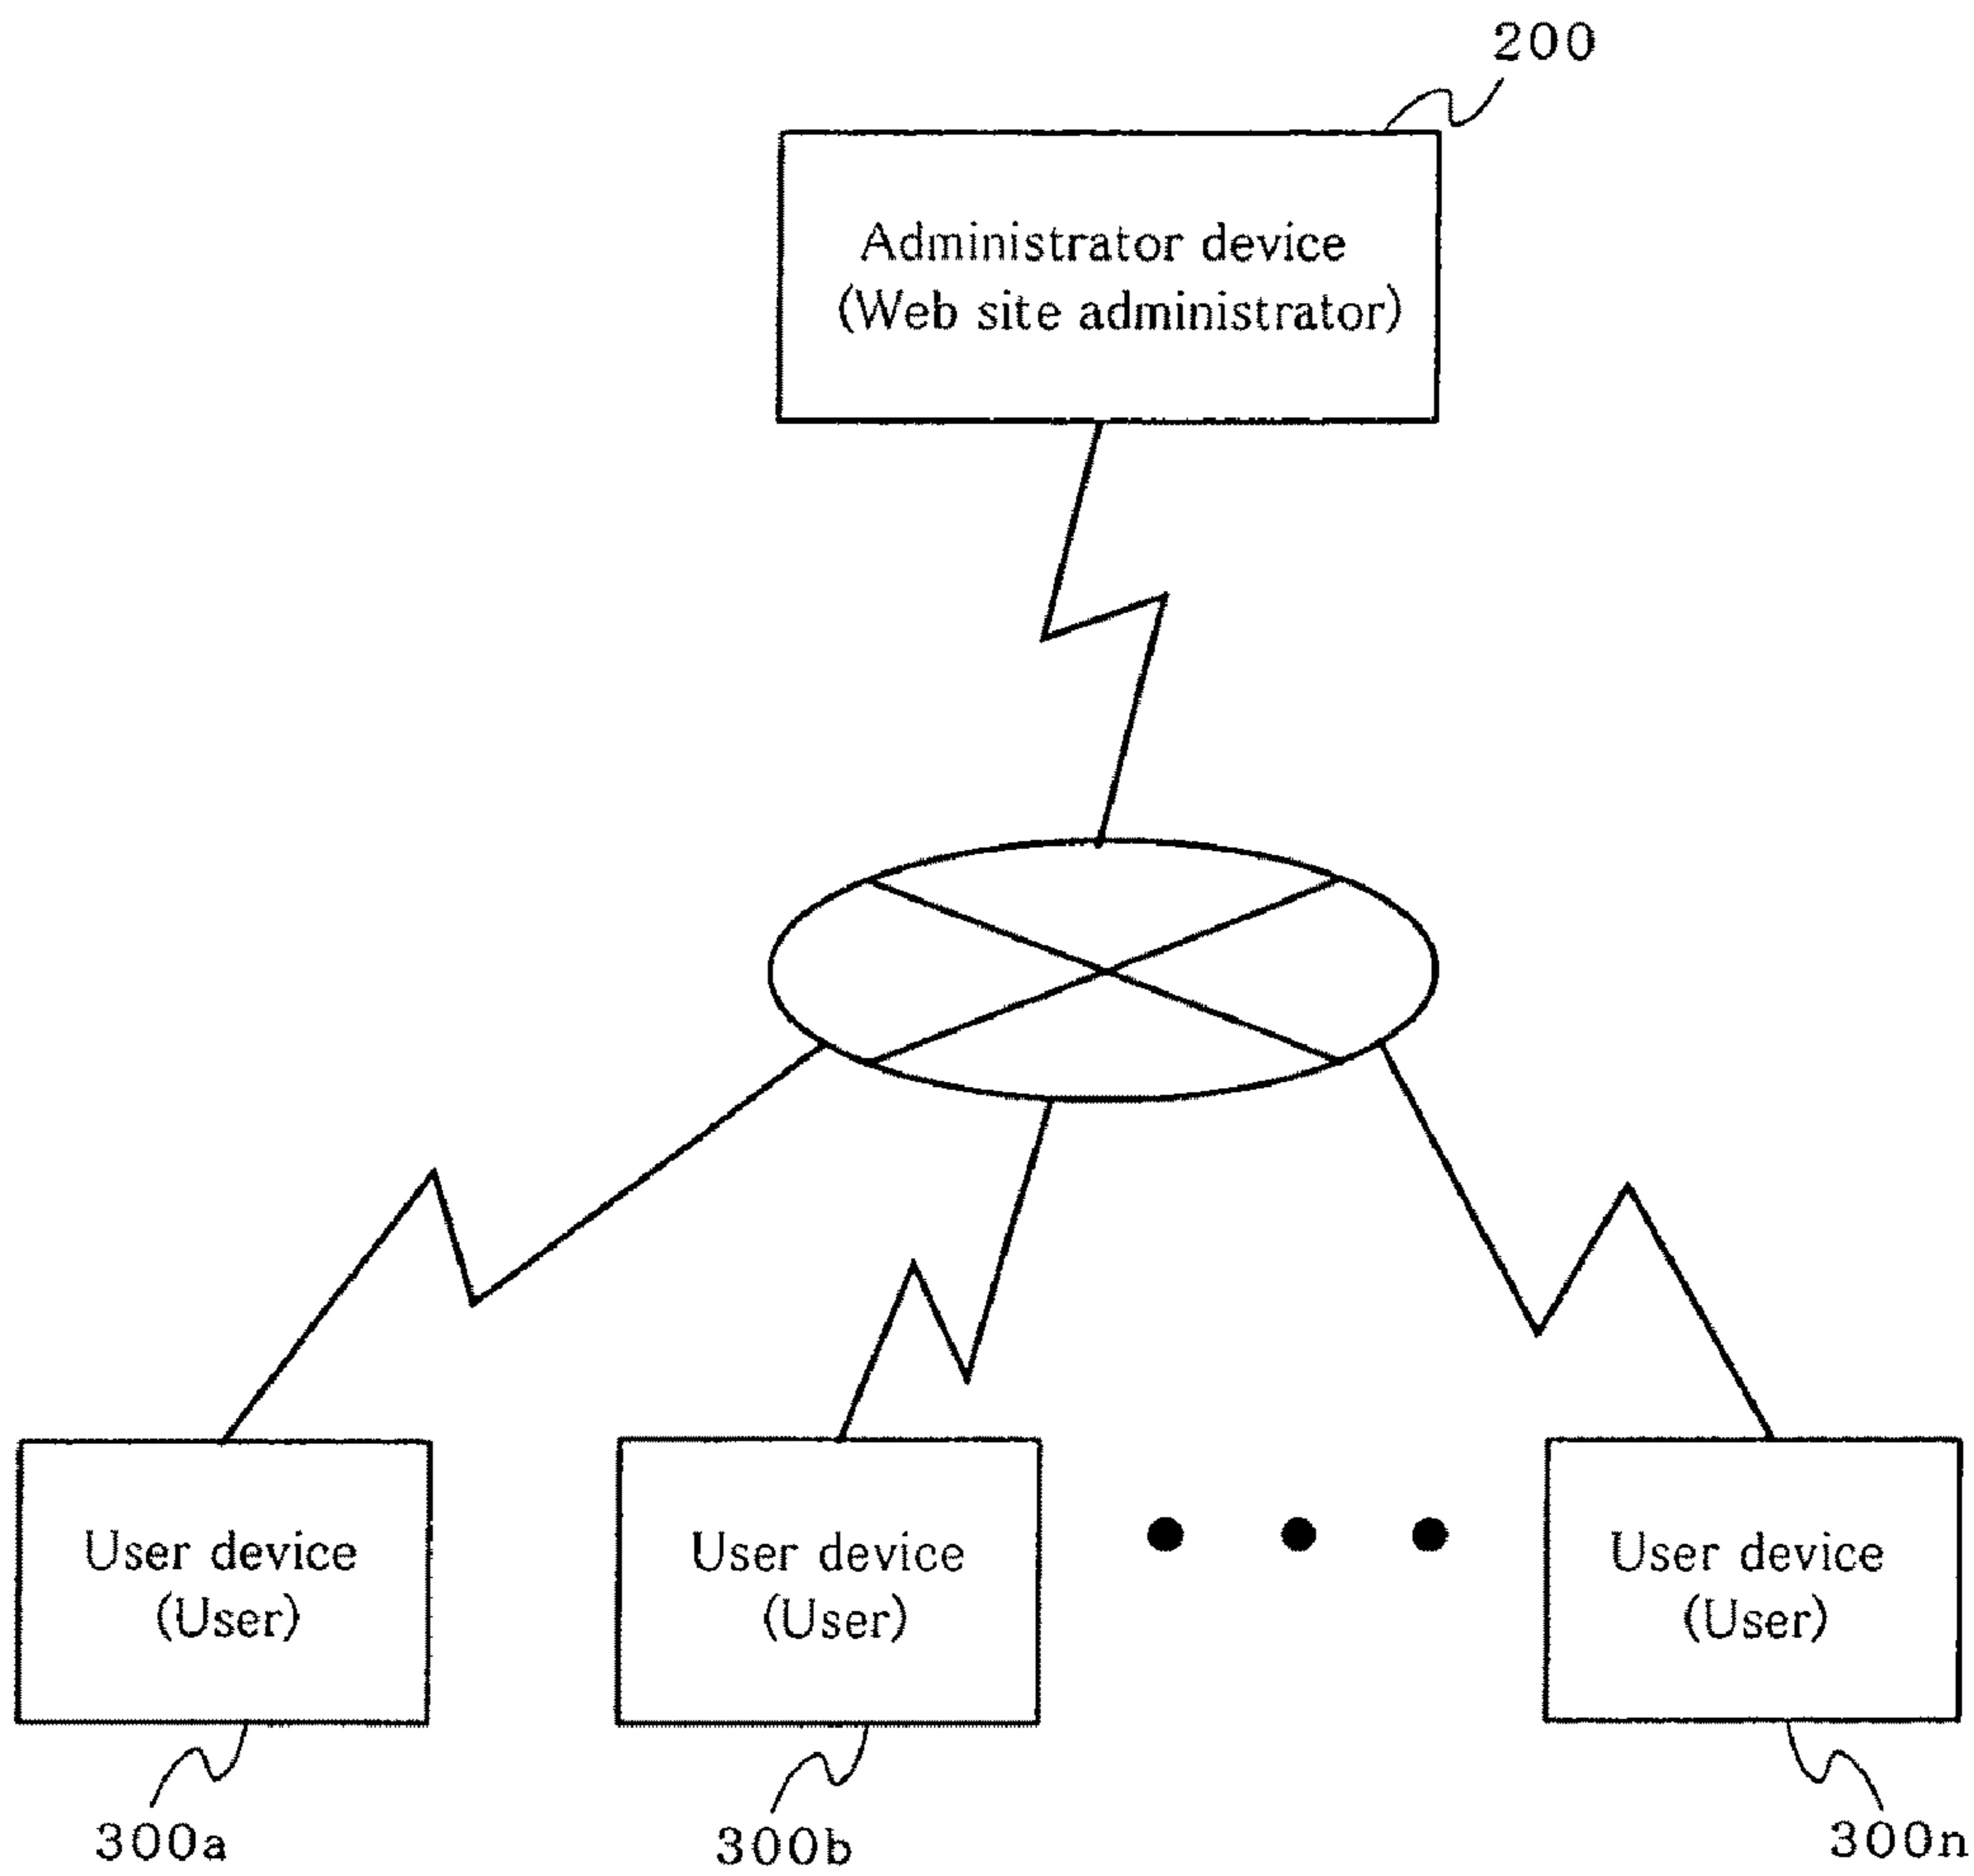 200
Administrator device
(Web site administrator)
User device
(User)
User device
(User)
User device
(User)
300a
300b
300n